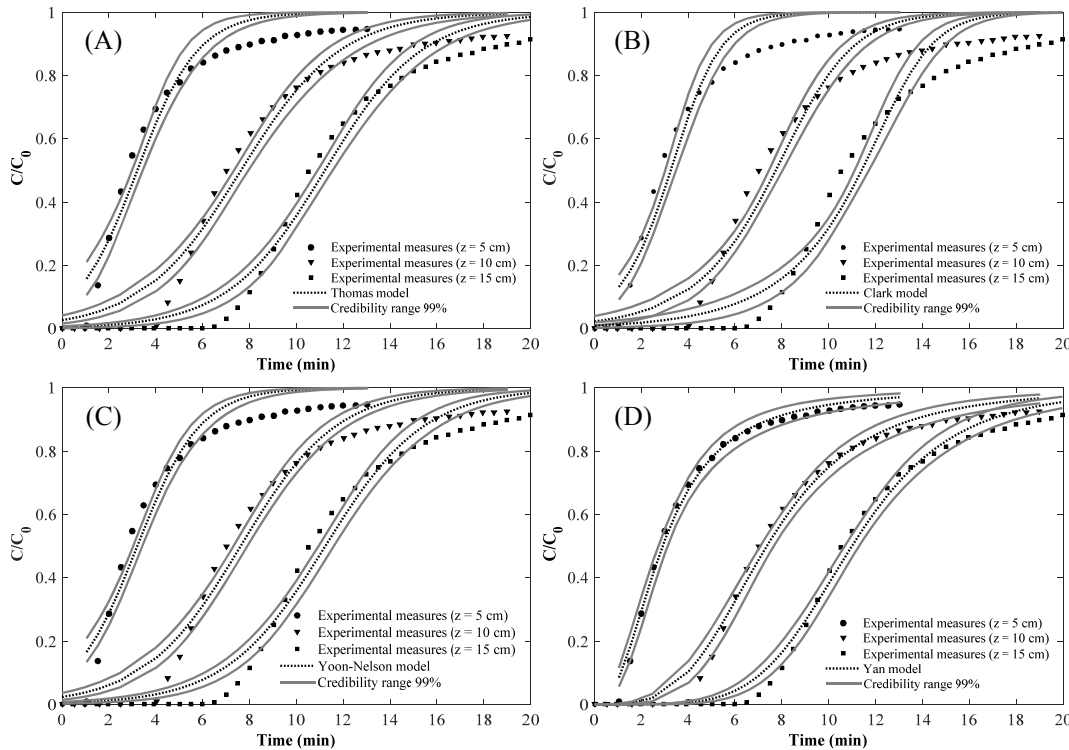 (A)
C/C0
1
0.8
0.6
0.4
0.2
0
Experimental measures (z = 5 cm)
Experimental measures (z = 10 cm)
Experimental measures (z = 15 cm)
Thomas model
Credibility range 99%
0 2 4 6 8 10 12 14 16 18 20
Time (min)
(B)
C/C0
1
0.8
0.6
0.4
0.2
0
Experimental measures (z = 5 cm)
Experimental measures (z = 10 cm)
Experimental measures (z = 15 cm)
Clark model
Credibility range 99%
0 2 4 6 8 10 12 14 16 18 20
Time (min)
(C)
C/C0
1
0.8
0.6
0.4
0.2
0
Experimental measures (z = 5 cm)
Experimental measures (z = 10 cm)
Experimental measures (z = 15 cm)
Yoon-Nelson model
Credibility range 99%
0 2 4 6 8 10 12 14 16 18 20
Time (min)
(D)
C/C0
1
0.8
0.6
0.4
0.2
0
Experimental measures (z = 5 cm)
Experimental measures (z = 10 cm)
Experimental measures (z = 15 cm)
Yan model
Credibility range 99%
0 2 4 6 8 10 12 14 16 18 20
Time (min)